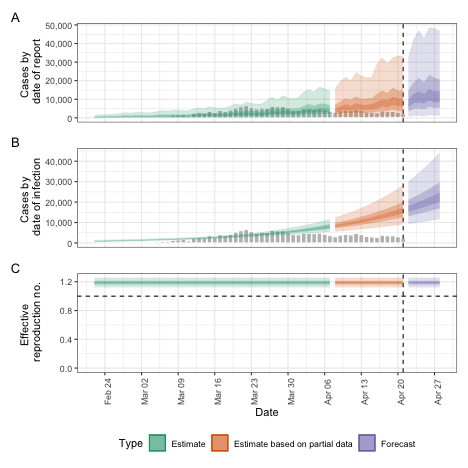 A
Cases by
date of report
50,000
40,000
30,000
20,000
10,000
0
B
Cases by
date of infection
40,000
30,000
20,000
10,000
0
C
Effective
reproduction no.
1.2
0.8
0.4
0.0
Feb 24
Mar 02
Mar 09
Mar 16
Mar 23
Mar 30
Apr 06
Apr 13
Apr 20
Apr 27
Date
Type Estimate Estimate based on partial data Forecast